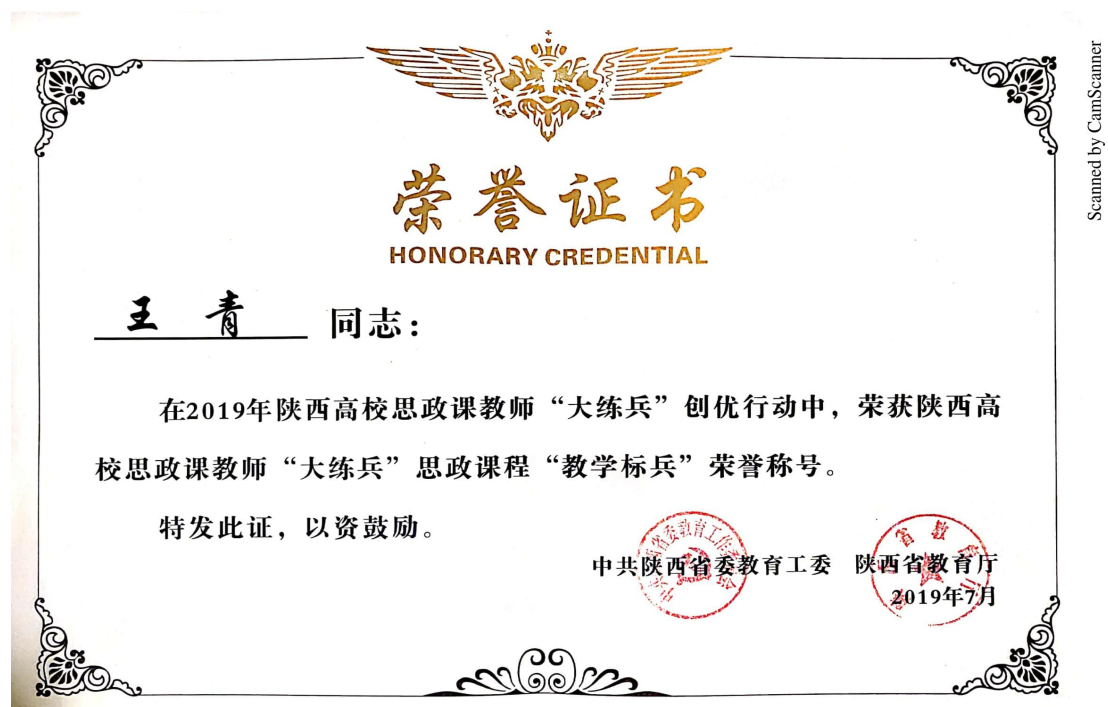 荣誉证书
HONORARY CREDENTIAL
王 青 同志：
在2019年陕西高校思政课教师“大练兵”创优行动中，荣获陕西高
校思政课教师“大练兵”思政课程“教学标兵”荣誉称号。
特发此证，以资鼓励。
中共陕西省委教育工委 陕西省教育厅
2019年7月
Scanned by CamScanner